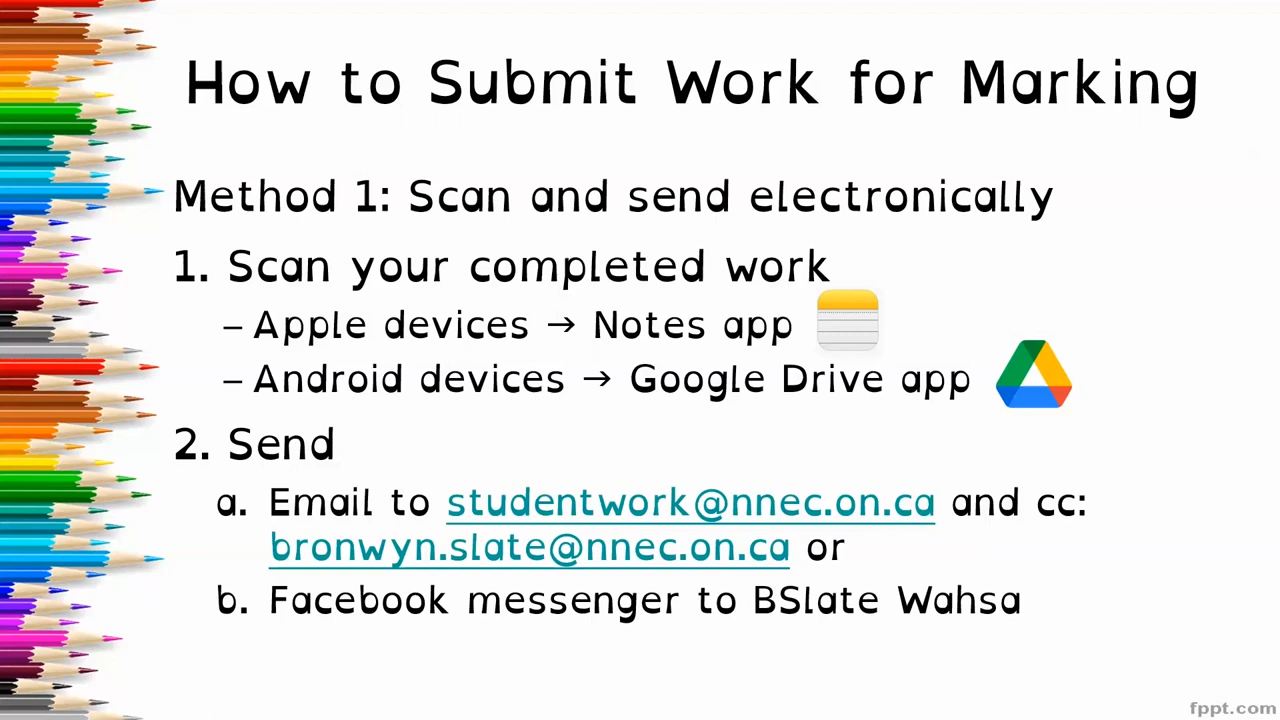 How to Submit Work for Marking
Method 1: Scan and send electronically
1. Scan your completed work
– Apple devices → Notes app
– Android devices → Google Drive app
2. Send
a. Email to studentwork@nnec.on.ca and cc:
bronwyn.slate@nnec.on.ca or
b. Facebook messenger to BSlate Wahsa
fppt.com